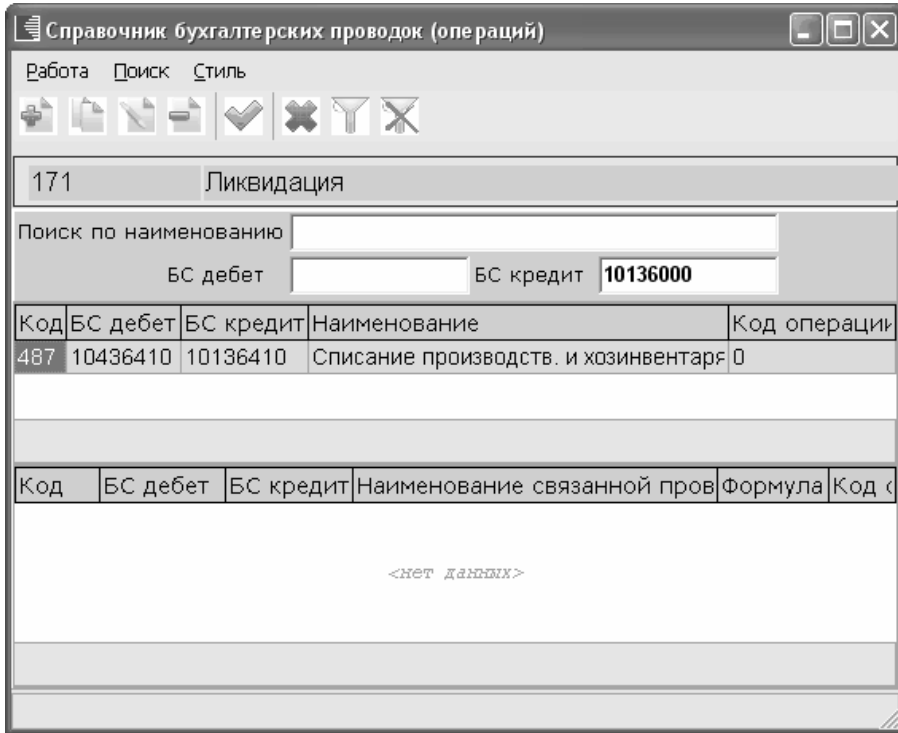 Справочник бухгалтерских проводок (операций)
Работа Поиск Стиль
171 Ликвидация
Поиск по наименованию
БС дебет БС кредит 10136000
Код БС дебет БС кредит Наименование Код операции
487 10436410 10136410 Списание производств. и хозинвентаря 0
Код БС дебет БС кредит Наименование связанной пров Формула Код
<нет данных>